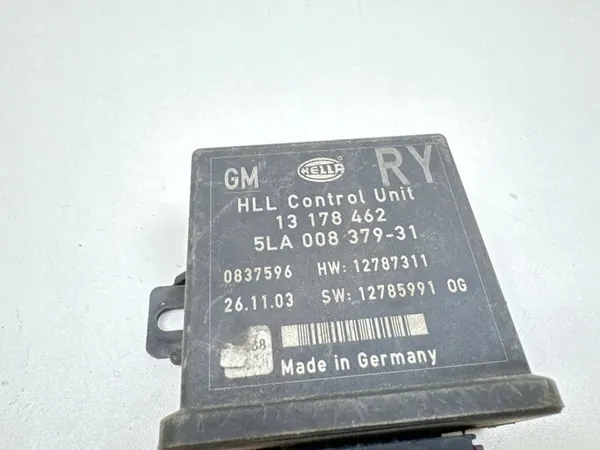 GM HELLA RY
HLL Control Unit
13 178 462
5LA 008 379-31
0837596 HW: 12787311
26.11.03 SW: 12785991 OG
68
Made in Germany